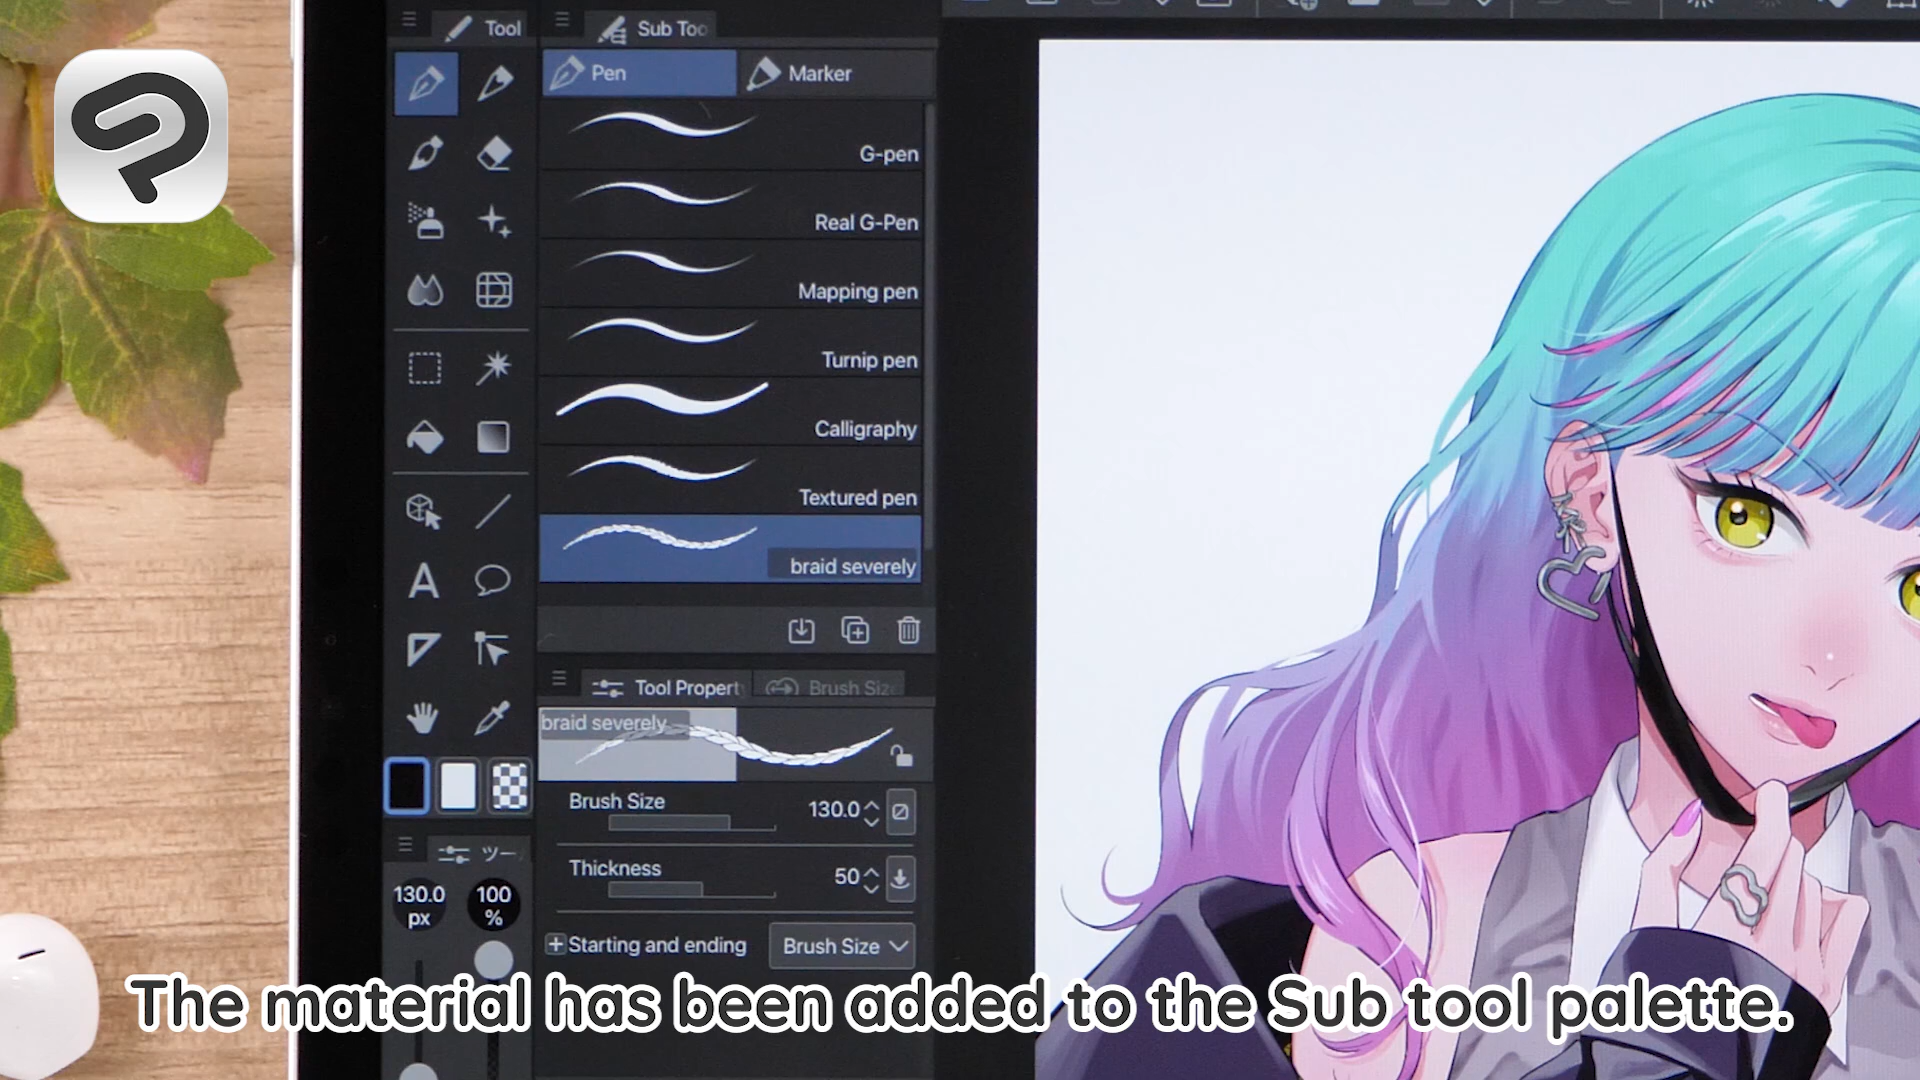 Tool
Sub Too
Pen
Marker
G-pen
Real G-Pen
Mapping pen
Turnip pen
Calligraphy
Textured pen
braid severely
Tool Propert
Brush Size
braid severely
Brush Size 130.0
Thickness 50
Starting and ending Brush Size
ツー
130.0 px
100 %
The material has been added to the Sub tool palette.